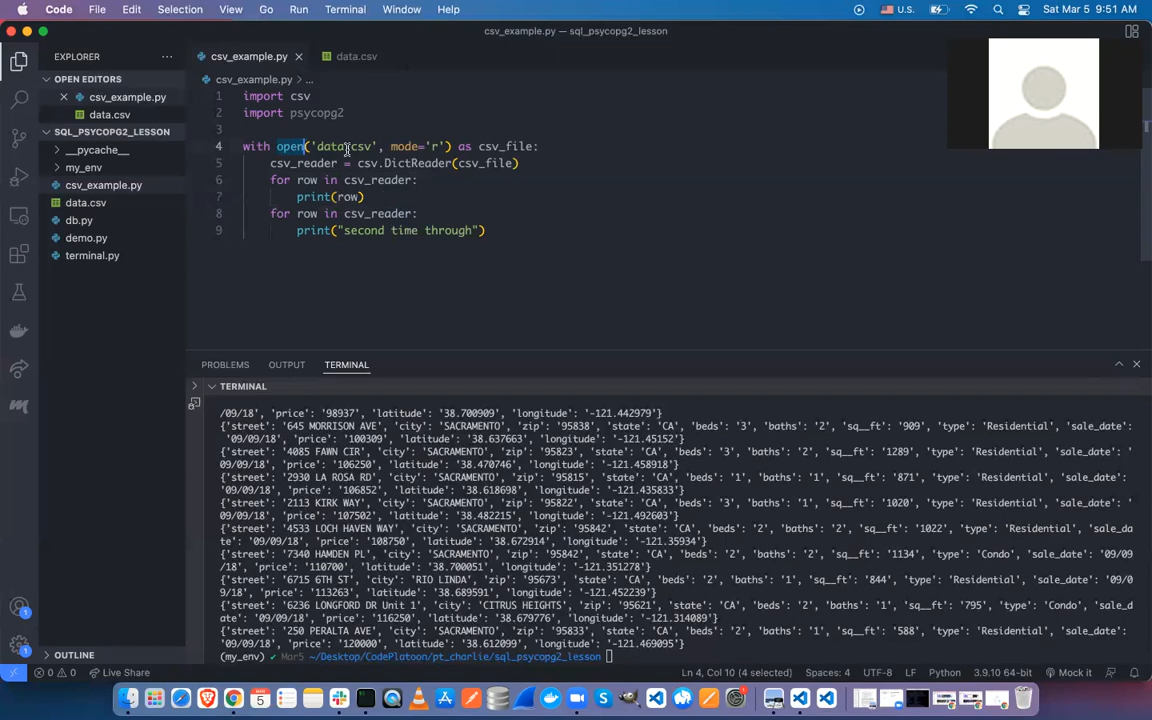 Code File Edit Selection View Go Run Terminal Window Help U.S. Sat Mar 5 9:51 AM
csv_example.py — sql_psycopg2_lesson
EXPLORER
csv_example.py
data.csv
OPEN EDITORS
csv_example.py > ...
csv_example.py
1 import csv
data.csv
2 import psycopg2
SQL_PSYCOPG2_LESSON
3
__pycache__
4 with open('data.csv', mode='r') as csv_file:
my_env
5 csv_reader = csv.DictReader(csv_file)
csv_example.py
6 for row in csv_reader:
data.csv
7 print(row)
db.py
8 for row in csv_reader:
demo.py
9 print("second time through")
terminal.py
PROBLEMS OUTPUT TERMINAL
TERMINAL
/09/18', 'price': '98937', 'latitude': '38.700909', 'longitude': '-121.442979'}
{'street': '645 MORRISON AVE', 'city': 'SACRAMENTO', 'zip': '95838', 'state': 'CA', 'beds': '3', 'baths': '2', 'sq__ft': '909', 'type': 'Residential', 'sale_date':
'09/09/18', 'price': '100309', 'latitude': '38.637663', 'longitude': '-121.45152'}
{'street': '4085 FAWN CIR', 'city': 'SACRAMENTO', 'zip': '95823', 'state': 'CA', 'beds': '3', 'baths': '2', 'sq__ft': '1289', 'type': 'Residential', 'sale_date': '
09/09/18', 'price': '106250', 'latitude': '38.470746', 'longitude': '-121.458918'}
{'street': '2930 LA ROSA RD', 'city': 'SACRAMENTO', 'zip': '95815', 'state': 'CA', 'beds': '1', 'baths': '1', 'sq__ft': '871', 'type': 'Residential', 'sale_date': '
09/09/18', 'price': '106852', 'latitude': '38.618698', 'longitude': '-121.435833'}
{'street': '2113 KIRK WAY', 'city': 'SACRAMENTO', 'zip': '95822', 'state': 'CA', 'beds': '3', 'baths': '1', 'sq__ft': '1020', 'type': 'Residential', 'sale_date': '
09/09/18', 'price': '107502', 'latitude': '38.482215', 'longitude': '-121.492603'}
{'street': '4533 LOCH HAVEN WAY', 'city': 'SACRAMENTO', 'zip': '95842', 'state': 'CA', 'beds': '2', 'baths': '2', 'sq__ft': '1022', 'type': 'Residential', 'sale_da
te': '09/09/18', 'price': '108750', 'latitude': '38.672914', 'longitude': '-121.35934'}
{'street': '7340 HAMDEN PL', 'city': 'SACRAMENTO', 'zip': '95842', 'state': 'CA', 'beds': '2', 'baths': '2', 'sq__ft': '1134', 'type': 'Condo', 'sale_date': '09/09
/18', 'price': '110700', 'latitude': '38.700051', 'longitude': '-121.351278'}
{'street': '6715 6TH ST', 'city': 'RIO LINDA', 'zip': '95673', 'state': 'CA', 'beds': '2', 'baths': '1', 'sq__ft': '844', 'type': 'Residential', 'sale_date': '09/0
9/18', 'price': '113263', 'latitude': '38.689591', 'longitude': '-121.452239'}
{'street': '6236 LONGFORD DR Unit 1', 'city': 'CITRUS HEIGHTS', 'zip': '95621', 'state': 'CA', 'beds': '2', 'baths': '1', 'sq__ft': '795', 'type': 'Condo', 'sale_d
ate': '09/09/18', 'price': '116250', 'latitude': '38.679776', 'longitude': '-121.314089'}
{'street': '250 PERALTA AVE', 'city': 'SACRAMENTO', 'zip': '95833', 'state': 'CA', 'beds': '2', 'baths': '1', 'sq__ft': '588', 'type': 'Residential', 'sale_date':
'09/09/18', 'price': '120000', 'latitude': '38.612099', 'longitude': '-121.469095'}
(my_env) ✔ Mar5 ~/Desktop/CodePlatoon/pt_charlie/sql_psycopg2_lesson
OUTLINE
0 0 Live Share Ln 4, Col 10 (4 selected) Spaces: 4 UTF-8 LF Python 3.9.10 64-bit Mock it